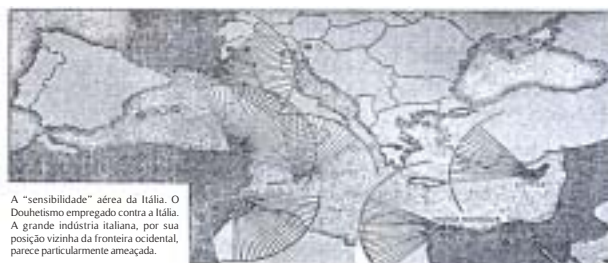 A "sensibilidade" aérea da Itália. O
Douhetismo empregado contra a Itália.
A grande indústria italiana, por sua
posição vizinha da fronteira ocidental,
parece particularmente ameaçada.